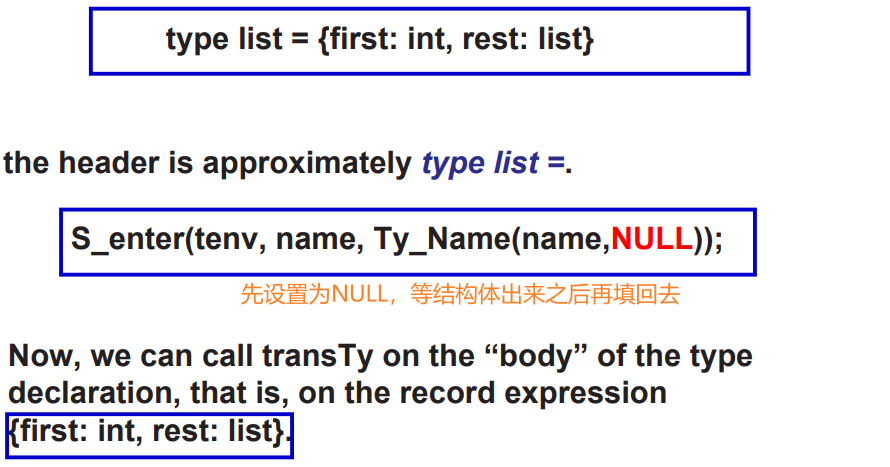 type list = {first: int, rest: list}
the header is approximately type list =.
S_enter(tenv, name, Ty_Name(name,NULL));
先设置为NULL，等结构体出来之后再填回去
Now, we can call transTy on the “body” of the type
declaration, that is, on the record expression
{first: int, rest: list}.